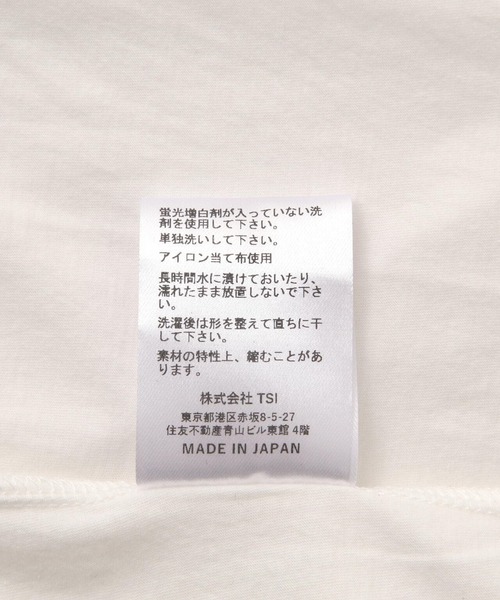 蛍光増白剤が入っていない洗
剤を使用して下さい。
単独洗いして下さい。
アイロン当て布使用
長時間水に漬けておいたり、
濡れたまま放置しないで下さ
い。
洗濯後は形を整えて直ちに干
して下さい。
素材の特性上、縮むことがあ
ります。
株式会社 TSI
東京都港区赤坂8-5-27
住友不動産青山ビル東館 4階
MADE IN JAPAN